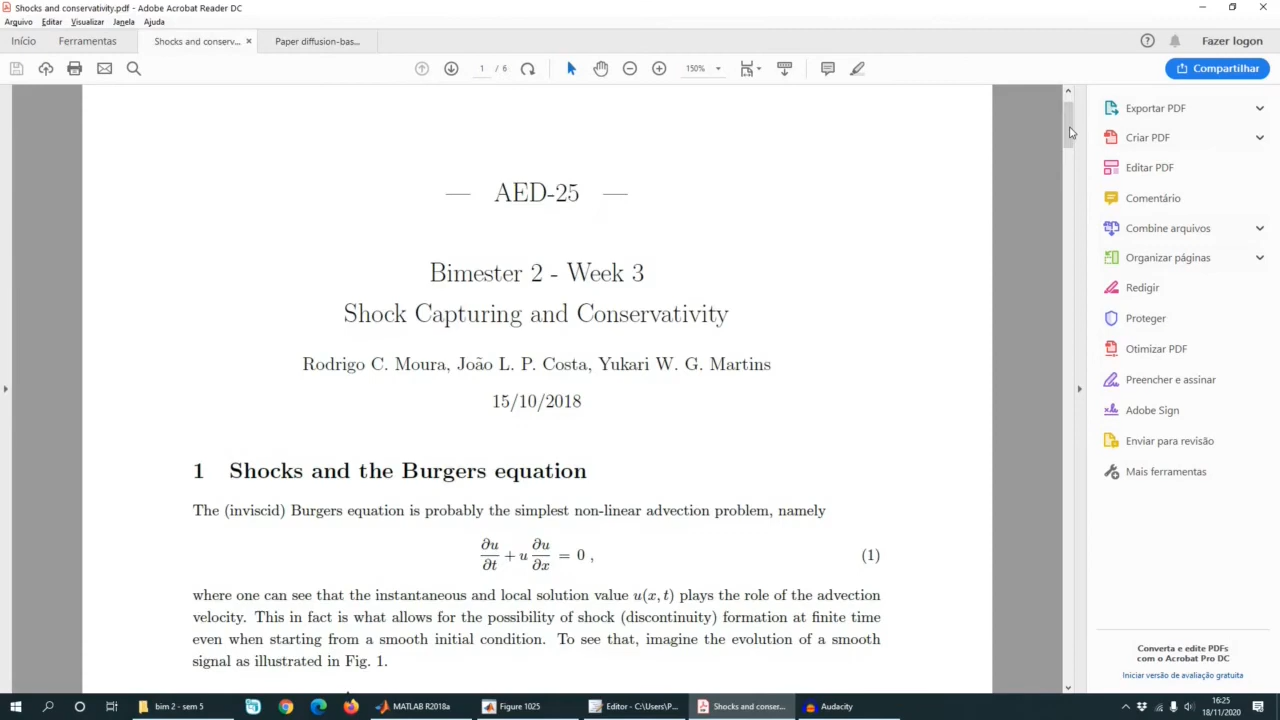 Shocks and conservativity.pdf - Adobe Acrobat Reader DC
Arquivo Editar Visualizar Janela Ajuda
Início Ferramentas Shocks and conserv... × Paper diffusion-bas... Fazer logon
1 / 6 150% Compartilhar
— AED-25 —
Bimester 2 - Week 3
Shock Capturing and Conservativity
Rodrigo C. Moura, João L. P. Costa, Yukari W. G. Martins
15/10/2018
1 Shocks and the Burgers equation
The (inviscid) Burgers equation is probably the simplest non-linear advection problem, namely
∂u/∂t + u ∂u/∂x = 0 , (1)
where one can see that the instantaneous and local solution value u(x, t) plays the role of the advection
velocity. This in fact is what allows for the possibility of shock (discontinuity) formation at finite time
even when starting from a smooth initial condition. To see that, imagine the evolution of a smooth
signal as illustrated in Fig. 1.
Exportar PDF
Criar PDF
Editar PDF
Comentário
Combine arquivos
Organizar páginas
Redigir
Proteger
Otimizar PDF
Preencher e assinar
Adobe Sign
Enviar para revisão
Mais ferramentas
Converta e edite PDFs
com o Acrobat Pro DC
Iniciar versão de avaliação gratuita
bim 2 - sem 5 MATLAB R2018a Figure 1025 Editor - C:\Users\P... Shocks and conser... Audacity
16:25
18/11/2020